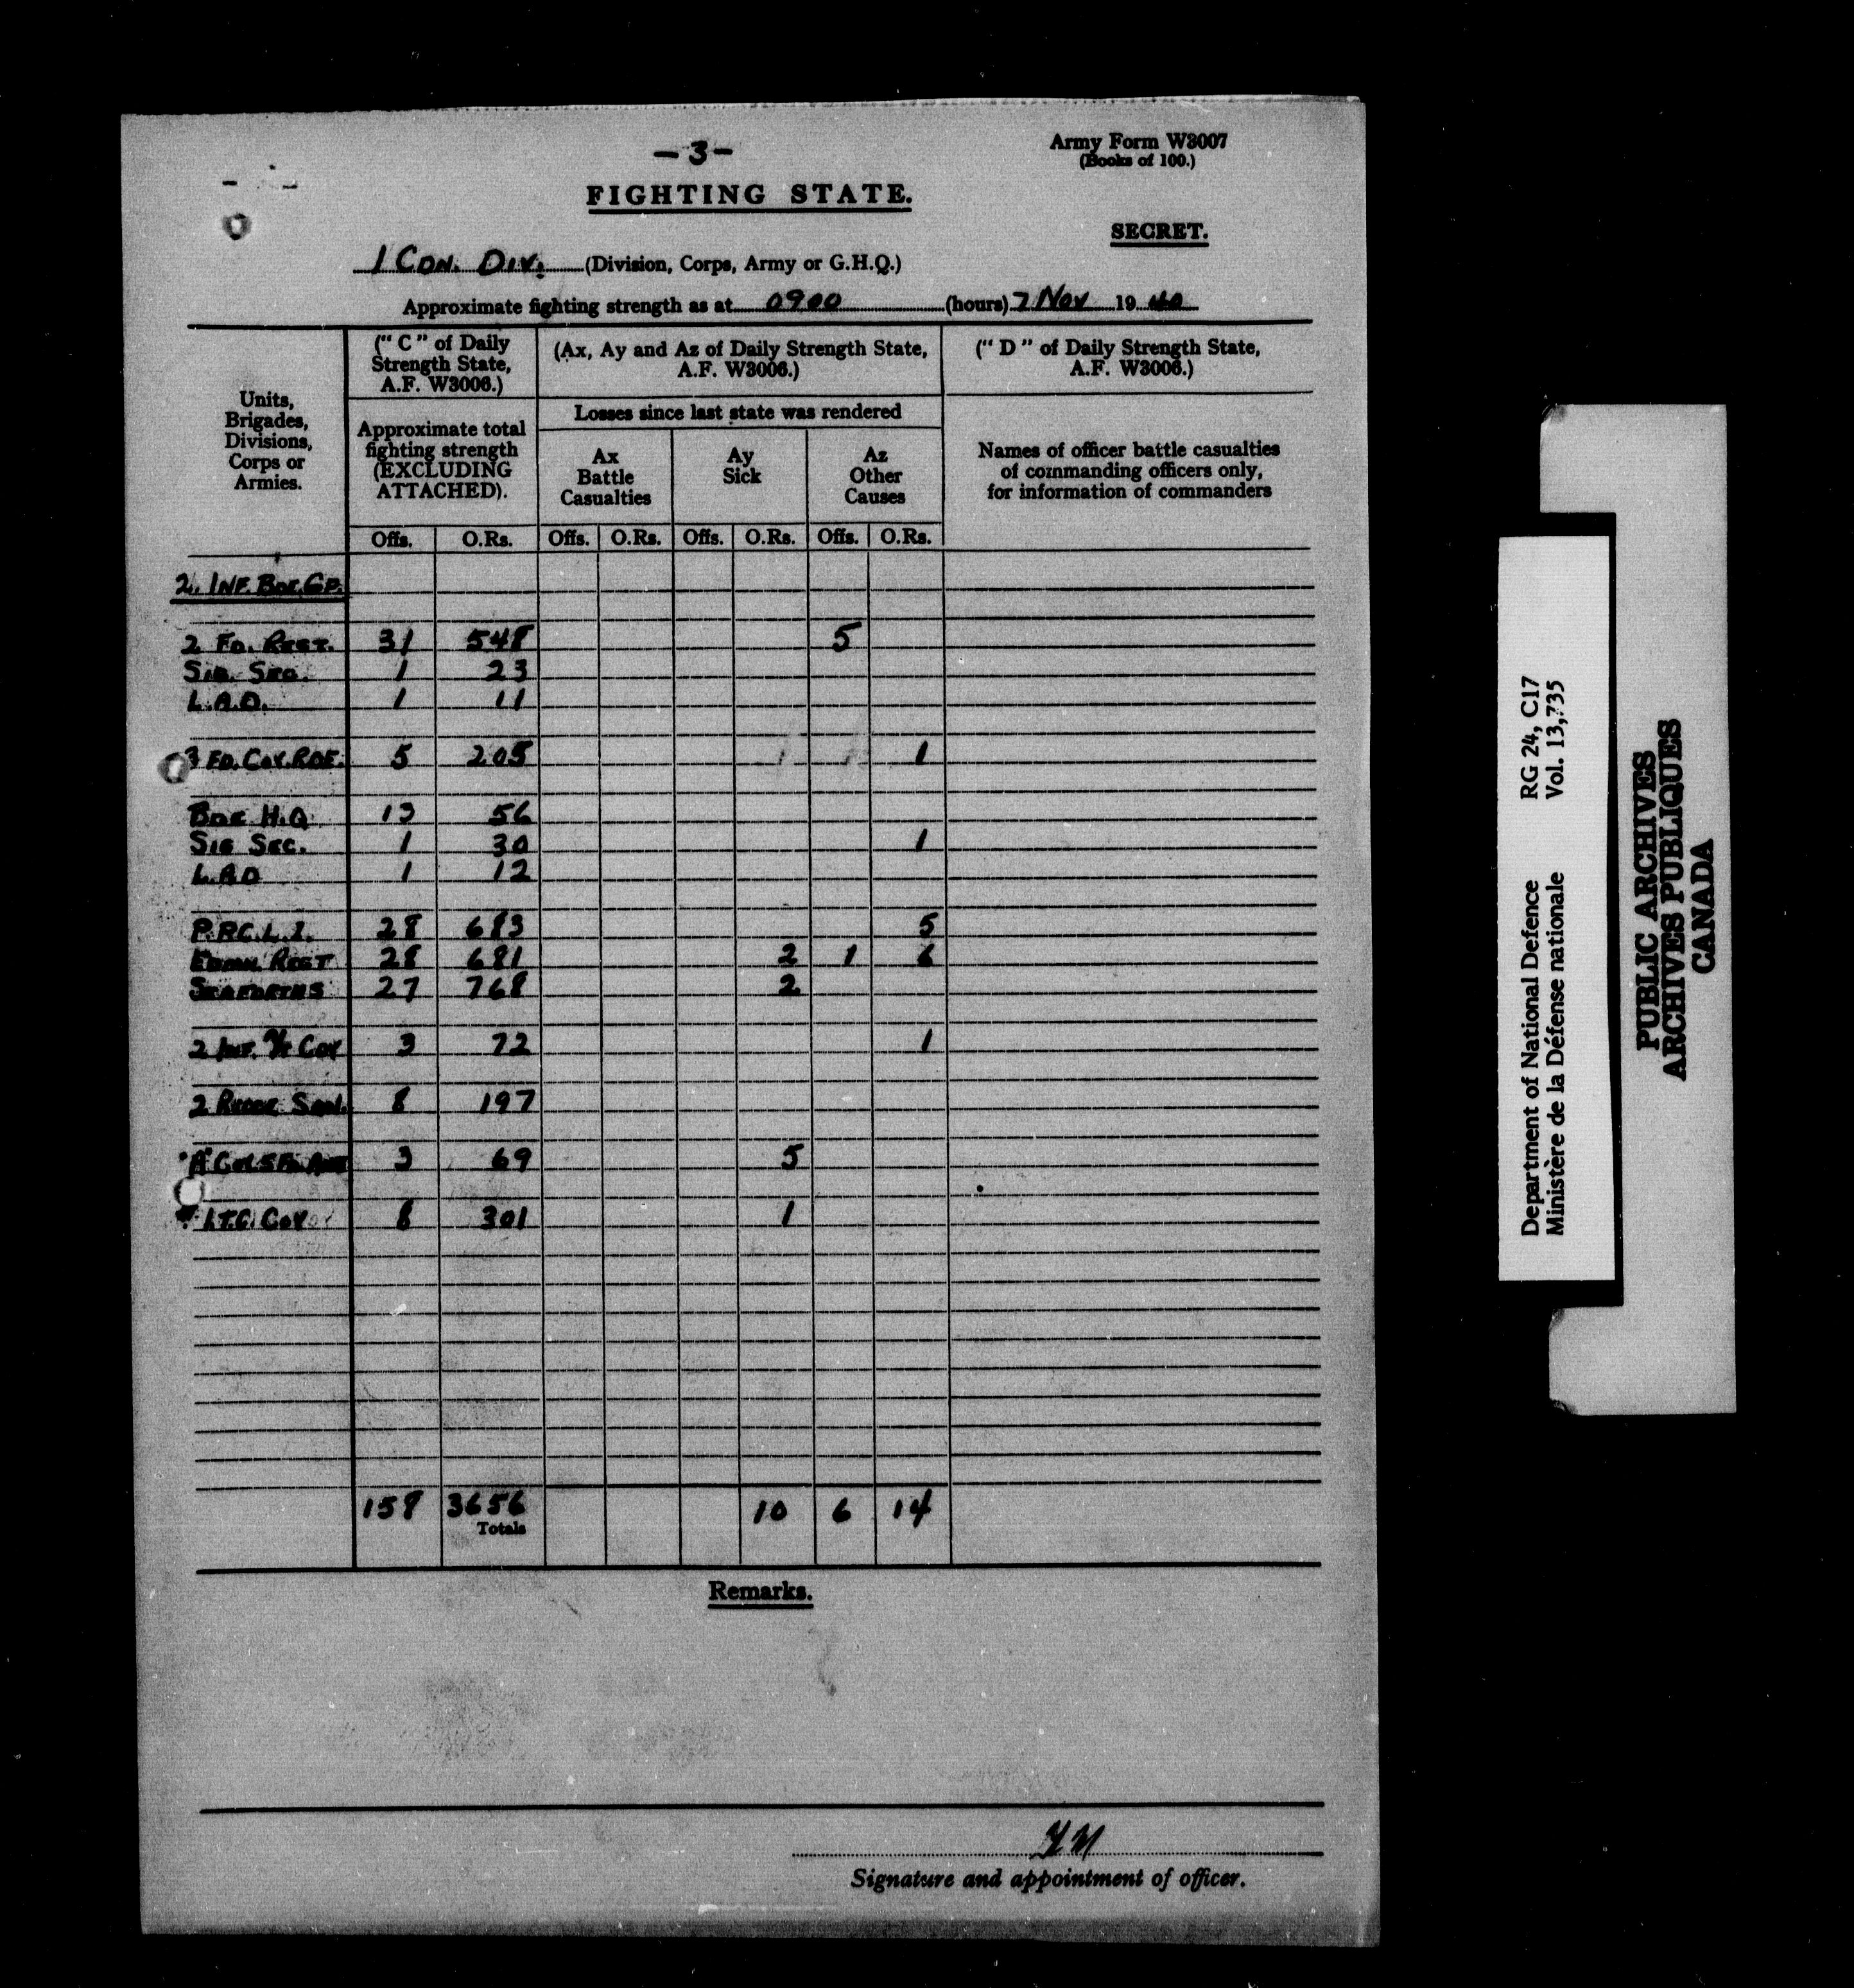 - 3 -
Army Form W3007
(Books of 100.)
FIGHTING STATE.
SECRET.
1 CDN. DIV. (Division, Corps, Army or G.H.Q.)
Approximate fighting strength as at 0900 (hours) 7 Nov 1940
Units, Brigades, Divisions, Corps or Armies.
("C" of Daily Strength State, A.F. W3006.)
(Ax, Ay and Az of Daily Strength State, A.F. W3006.)
("D" of Daily Strength State, A.F. W3006.)
Approximate total fighting strength (EXCLUDING ATTACHED).
Losses since last state was rendered
Ax Battle Casualties
Ay Sick
Az Other Causes
Names of officer battle casualties of commanding officers only, for information of commanders
Offs. O.Rs. Offs. O.Rs. Offs. O.Rs. Offs. O.Rs.
2. INF. BDE. GP.
2 FD. REGT. 31 548 5
SIG. SEC. 1 23
L.A.D. 1 11
3 FD. COY. RCE. 5 205 1
BDE H.Q. 13 56
SIG SEC. 1 30 1
L.A.D 1 12
P.P.C.L.I. 28 683 5
EDMN. REGT 28 681 2 1 6
SEAFORTHS 27 768 2
2 INF. A/T COY 3 72 1
2 8 197
"A" Coy 5 Fd. Amb 3 69 5
COY 8 301 1
158 3656 10 6 14
Totals
Remarks.
Signature and appointment of officer.
Department of National Defence RG 24, C17
Ministère de la Défense nationale Vol. 13,735
PUBLIC ARCHIVES
ARCHIVES PUBLIQUES
CANADA